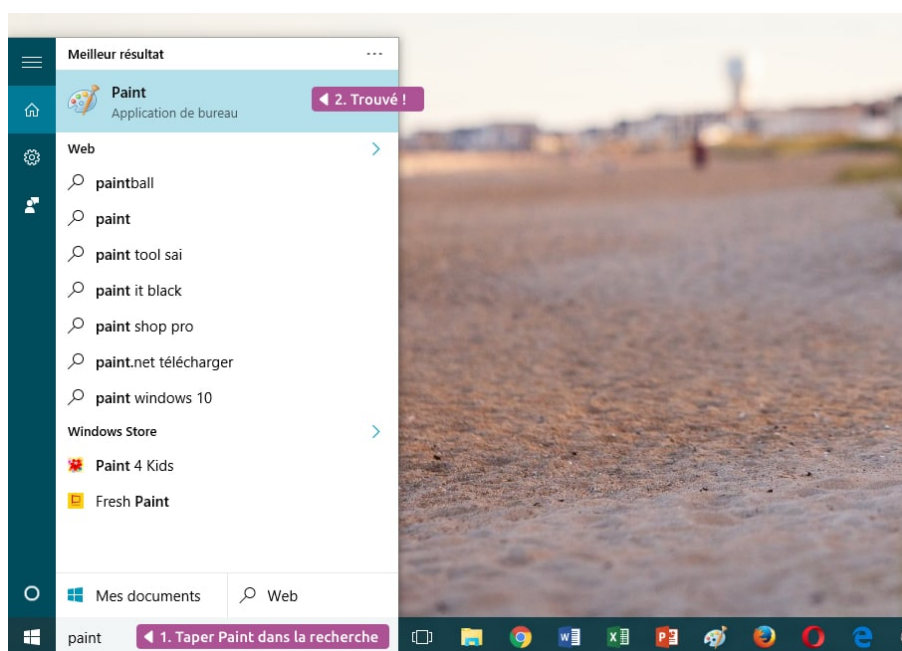 Meilleur résultat
Paint
Application de bureau
2. Trouvé !
Web
paintball
paint
paint tool sai
paint it black
paint shop pro
paint.net télécharger
paint windows 10
Windows Store
Paint 4 Kids
Fresh Paint
Mes documents
Web
paint
1. Taper Paint dans la recherche